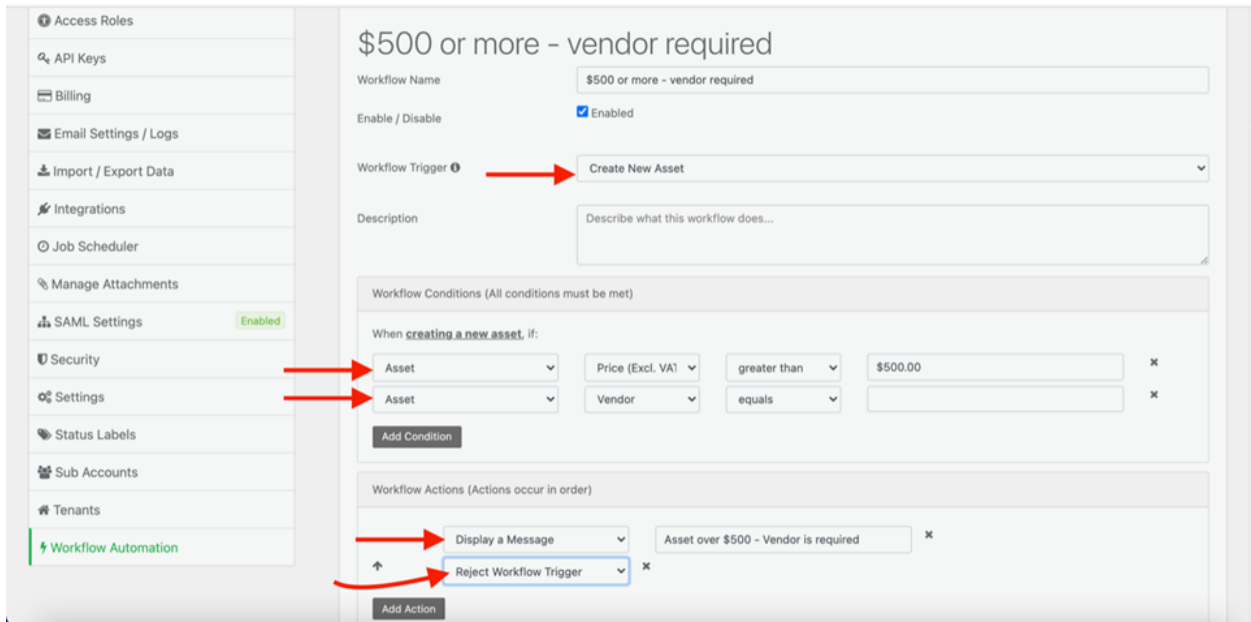 Access Roles
API Keys
Billing
Email Settings / Logs
Import / Export Data
Integrations
Job Scheduler
Manage Attachments
SAML Settings Enabled
Security
Settings
Status Labels
Sub Accounts
Tenants
Workflow Automation
$500 or more - vendor required
Workflow Name $500 or more - vendor required
Enable / Disable Enabled
Workflow Trigger Create New Asset
Description Describe what this workflow does...
Workflow Conditions (All conditions must be met)
When creating a new asset, if:
Asset Price (Excl. VAT greater than $500.00
Asset Vendor equals
Add Condition
Workflow Actions (Actions occur in order)
Display a Message Asset over $500 - Vendor is required
Reject Workflow Trigger
Add Action